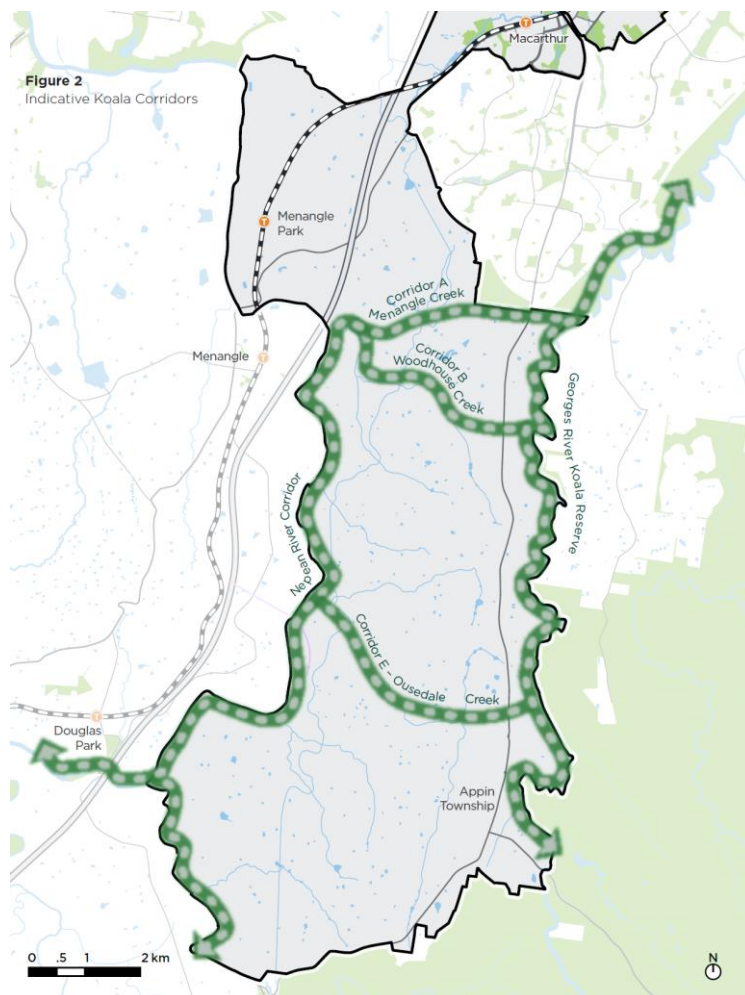 Figure 2
Indicative Koala Corridors
T
Macarthur
T
Menangle
Park
Corridor A
Menangle Creek
Menangle
T
Corridor B
Woodhouse Creek
Georges River Koala Reserve
Nepean River Corridor
Corridor E – Ousedale Creek
T
Douglas
Park
Appin
Township
0 .5 1 2 km
N